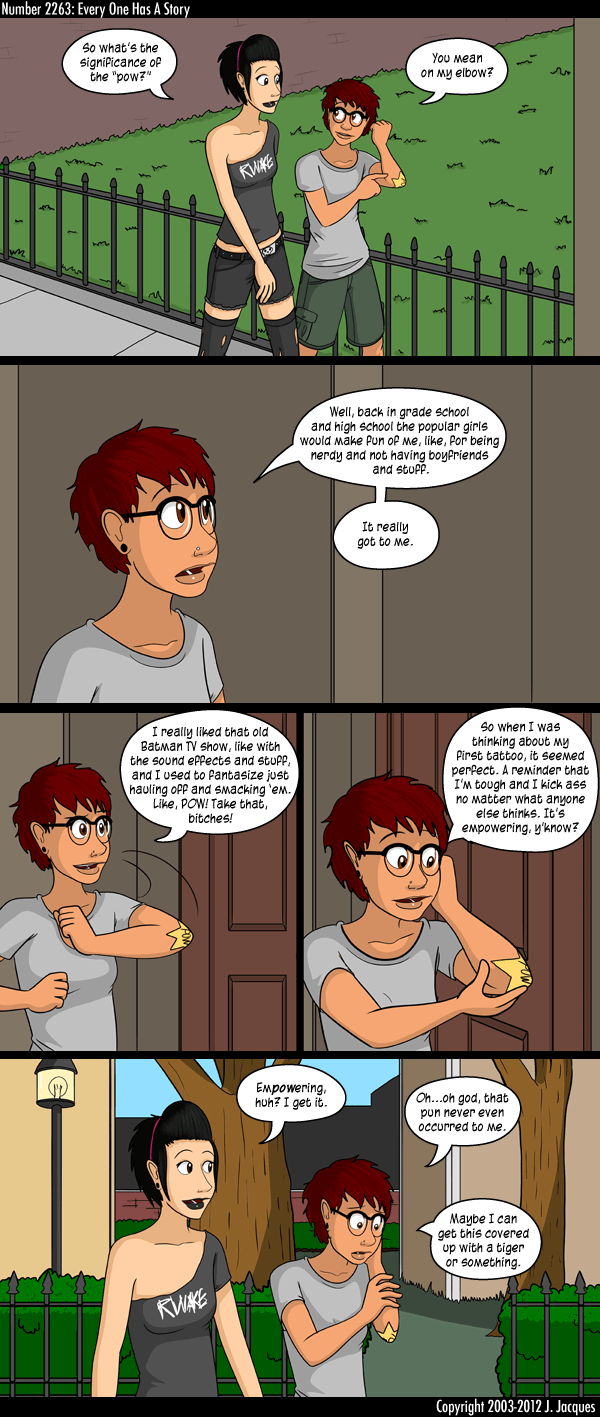 Number 2263: Every One Has A Story
So what's the
significance of
the "pow?"
You mean
on my elbow?
RWAKE
Well, back in grade school
and high school the popular girls
would make fun of me, like, for being
nerdy and not having boyfriends
and stuff.
It really
got to me.
I really liked that old
Batman TV show, like with
the sound effects and stuff,
and I used to fantasize just
hauling off and smacking 'em.
Like, POW! Take that,
bitches!
So when I was
thinking about my
first tattoo, it seemed
perfect. A reminder that
I'm tough and I kick ass
no matter what anyone
else thinks. It's
empowering, y'know?
Empowering,
huh? I get it.
Oh...oh god, that
pun never even
occurred to me.
Maybe I can
get this covered
up with a tiger
or something.
RWAKE
Copyright 2003-2012 J. Jacques